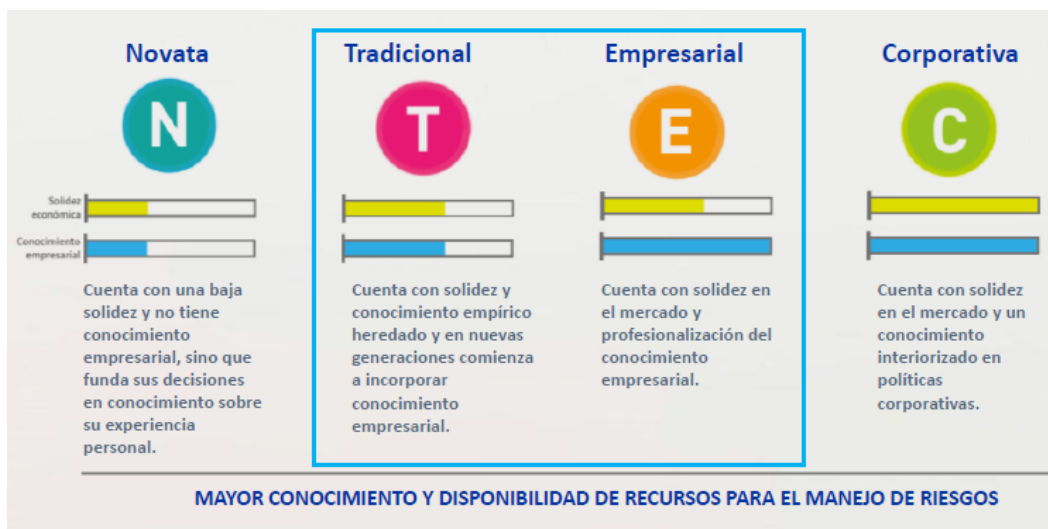 Novata
N
Solidez
económica
Conocimiento
empresarial
Cuenta con una baja
solidez y no tiene
conocimiento
empresarial, sino que
funda sus decisiones
en conocimiento sobre
su experiencia
personal.
Tradicional
T
Cuenta con solidez y
conocimiento empírico
heredado y en nuevas
generaciones comienza
a incorporar
conocimiento
empresarial.
Empresarial
E
Cuenta con solidez en
el mercado y
profesionalización del
conocimiento
empresarial.
Corporativa
C
Cuenta con solidez
en el mercado y un
conocimiento
interiorizado en
políticas
corporativas.
MAYOR CONOCIMIENTO Y DISPONIBILIDAD DE RECURSOS PARA EL MANEJO DE RIESGOS